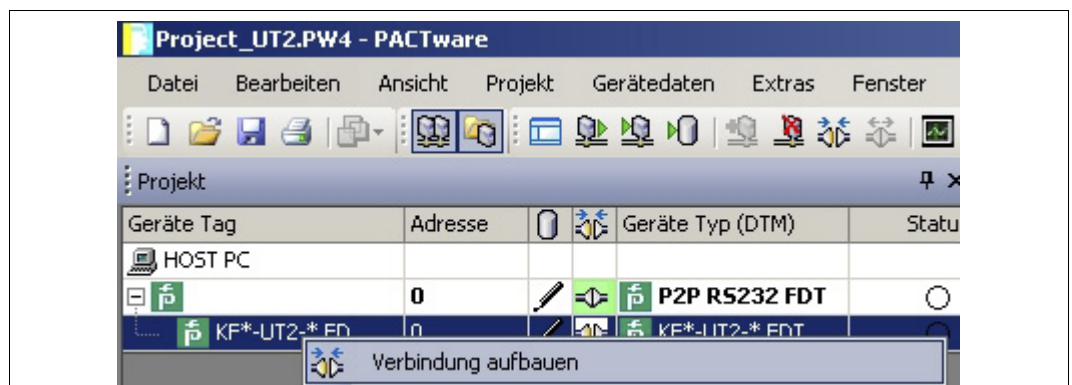 Project_UT2.PW4 - PACTware
Datei Bearbeiten Ansicht Projekt Gerätedaten Extras Fenster
Projekt
Geräte Tag Adresse Geräte Typ (DTM) Statu
HOST PC
0 P2P RS232 FDT
KF*-UT2-* FD 0 KF*-UT2-* FDT
Verbindung aufbauen